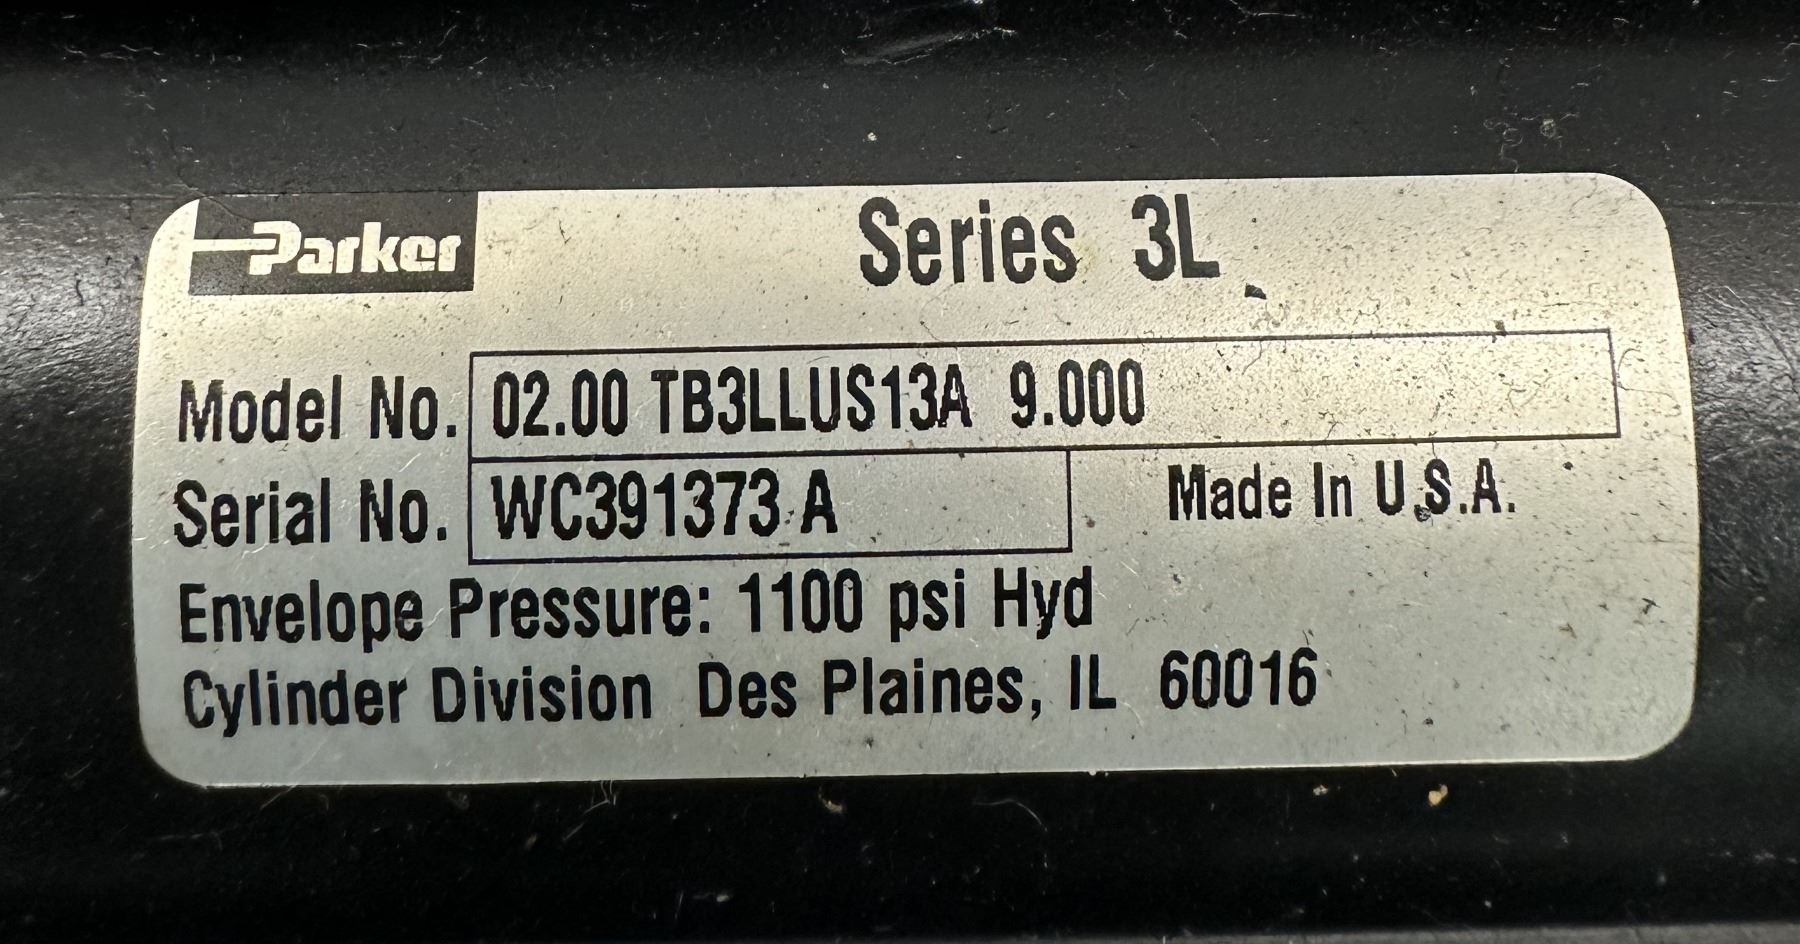 Parker Series 3L
Model No. 02.00 TB3LLUS13A 9.000
Serial No. WC391373 A Made In U.S.A.
Envelope Pressure: 1100 psi Hyd
Cylinder Division Des Plaines, IL 60016